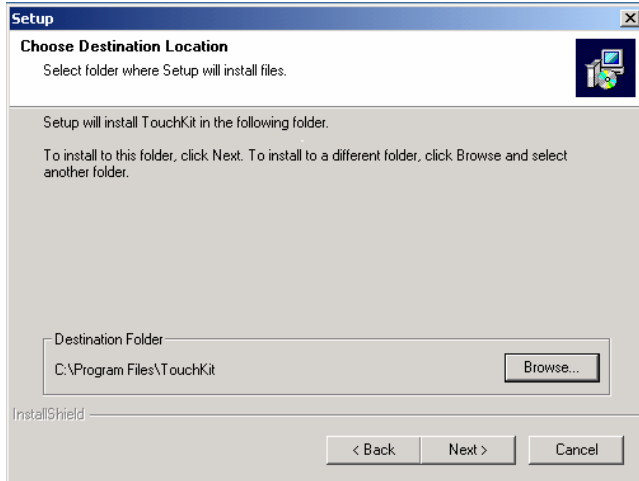 Setup
Choose Destination Location
Select folder where Setup will install files.
Setup will install TouchKit in the following folder.
To install to this folder, click Next. To install to a different folder, click Browse and select
another folder.
Destination Folder
C:\Program Files\TouchKit
Browse...
InstallShield
< Back
Next >
Cancel